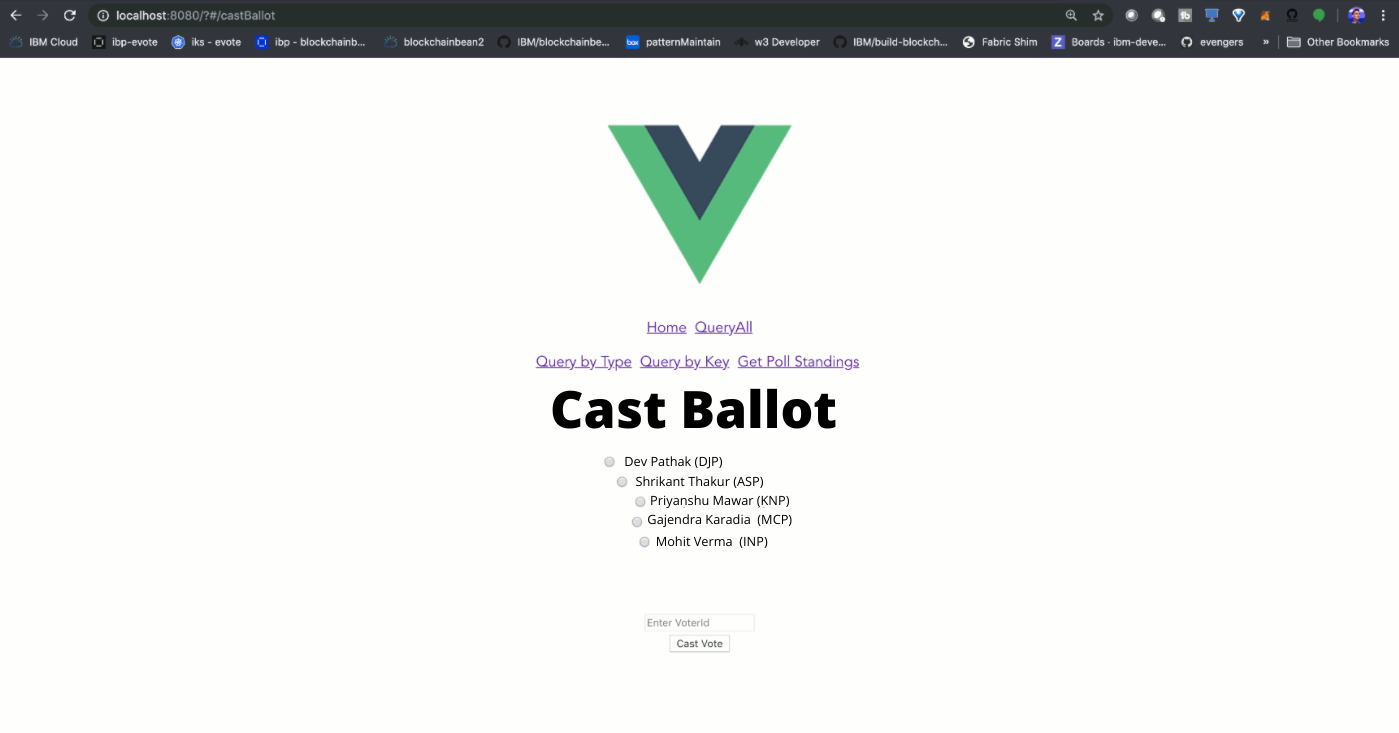 localhost:8080/?#/castBallot
IBM Cloud ibp-evote iks - evote ibp - blockchainb... blockchainbean2 IBM/blockchainbe... box patternMaintain w3 Developer IBM/build-blockch... Fabric Shim Z Boards · ibm-deve... evengers » Other Bookmarks
Home QueryAll
Query by Type Query by Key Get Poll Standings
Cast Ballot
Dev Pathak (DJP)
Shrikant Thakur (ASP)
Priyanshu Mawar (KNP)
Gajendra Karadia (MCP)
Mohit Verma (INP)
Enter VoterId
Cast Vote